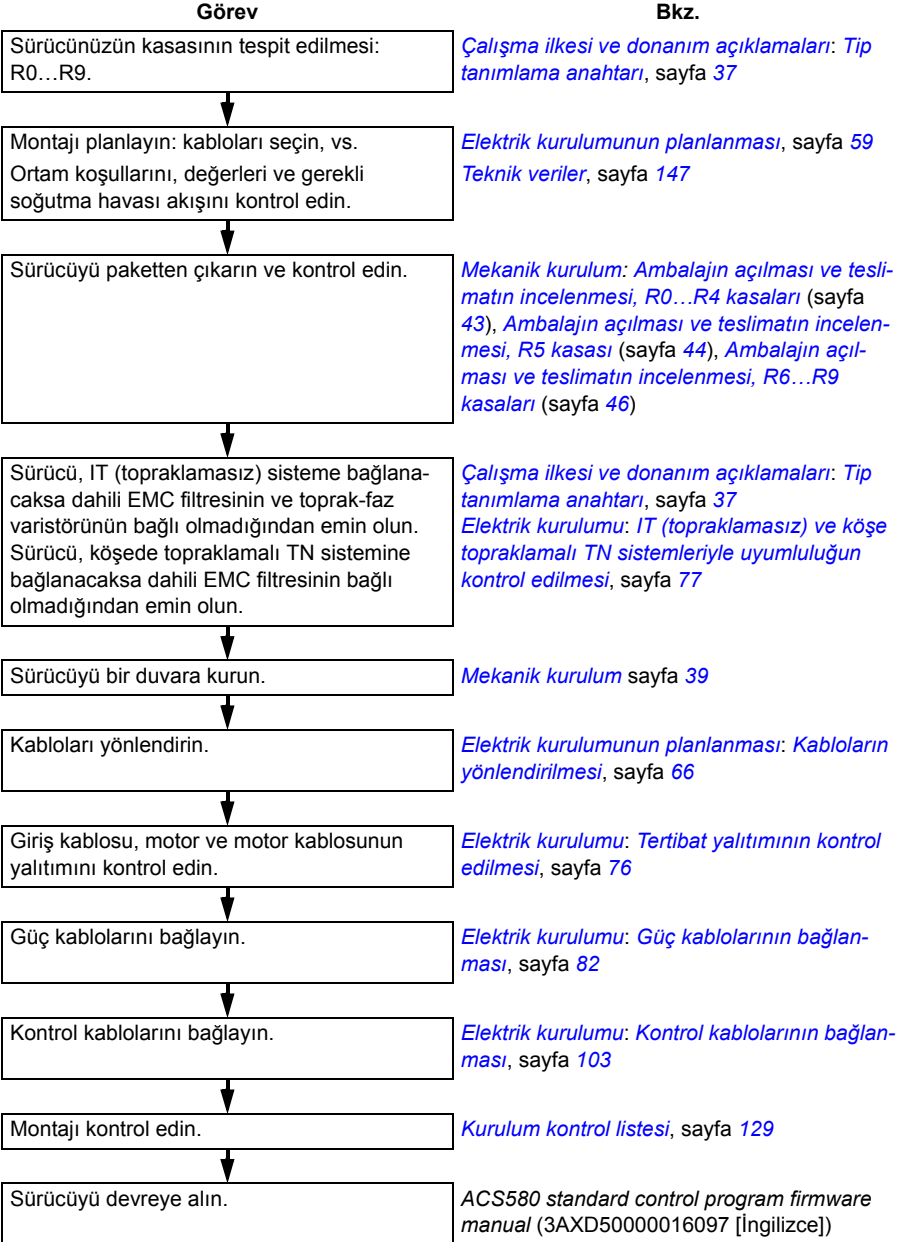 Görev
Bkz.
Sürücünüzün kasasının tespit edilmesi:
R0…R9.
Çalışma ilkesi ve donanım açıklamaları: Tip
tanımlama anahtarı, sayfa 37
Montajı planlayın: kabloları seçin, vs.
Ortam koşullarını, değerleri ve gerekli
soğutma havası akışını kontrol edin.
Elektrik kurulumunun planlanması, sayfa 59
Teknik veriler, sayfa 147
Sürücüyü paketten çıkarın ve kontrol edin.
Mekanik kurulum: Ambalajın açılması ve tesli-
matın incelenmesi, R0…R4 kasaları (sayfa
43), Ambalajın açılması ve teslimatın incelen-
mesi, R5 kasası (sayfa 44), Ambalajın açıl-
ması ve teslimatın incelenmesi, R6…R9
kasaları (sayfa 46)
Sürücü, IT (topraklamasız) sisteme bağlana-
caksa dahili EMC filtresinin ve toprak-faz
varistörünün bağlı olmadığından emin olun.
Sürücü, köşede topraklamalı TN sistemine
bağlanacaksa dahili EMC filtresinin bağlı
olmadığından emin olun.
Çalışma ilkesi ve donanım açıklamaları: Tip
tanımlama anahtarı, sayfa 37
Elektrik kurulumu: IT (topraklamasız) ve köşe
topraklamalı TN sistemleriyle uyumluluğun
kontrol edilmesi, sayfa 77
Sürücüyü bir duvara kurun.
Mekanik kurulum sayfa 39
Kabloları yönlendirin.
Elektrik kurulumunun planlanması: Kabloların
yönlendirilmesi, sayfa 66
Giriş kablosu, motor ve motor kablosunun
yalıtımını kontrol edin.
Elektrik kurulumu: Tertibat yalıtımının kontrol
edilmesi, sayfa 76
Güç kablolarını bağlayın.
Elektrik kurulumu: Güç kablolarının bağlan-
ması, sayfa 82
Kontrol kablolarını bağlayın.
Elektrik kurulumu: Kontrol kablolarının bağlan-
ması, sayfa 103
Montajı kontrol edin.
Kurulum kontrol listesi, sayfa 129
Sürücüyü devreye alın.
ACS580 standard control program firmware
manual (3AXD50000016097 [İngilizce])